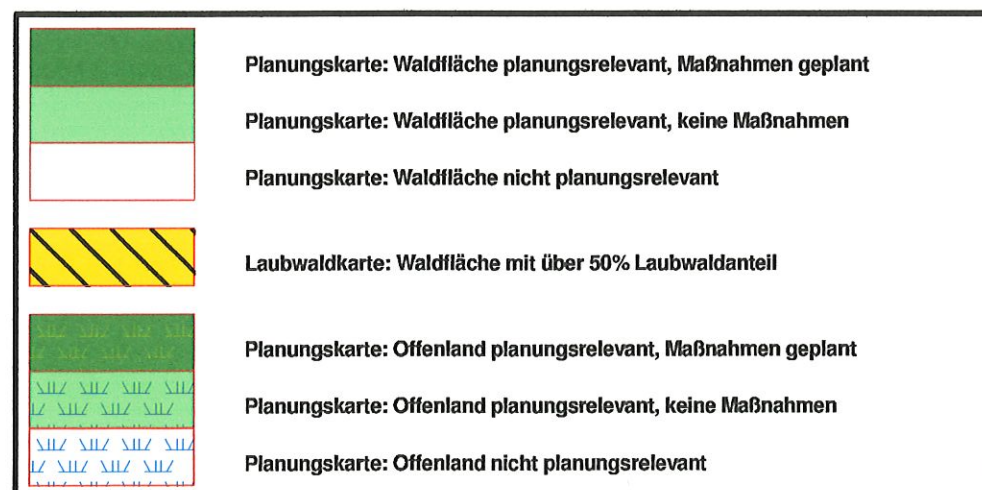 Planungskarte: Waldfläche planungsrelevant, Maßnahmen geplant
Planungskarte: Waldfläche planungsrelevant, keine Maßnahmen
Planungskarte: Waldfläche nicht planungsrelevant
Laubwaldkarte: Waldfläche mit über 50% Laubwaldanteil
Planungskarte: Offenland planungsrelevant, Maßnahmen geplant
Planungskarte: Offenland planungsrelevant, keine Maßnahmen
Planungskarte: Offenland nicht planungsrelevant